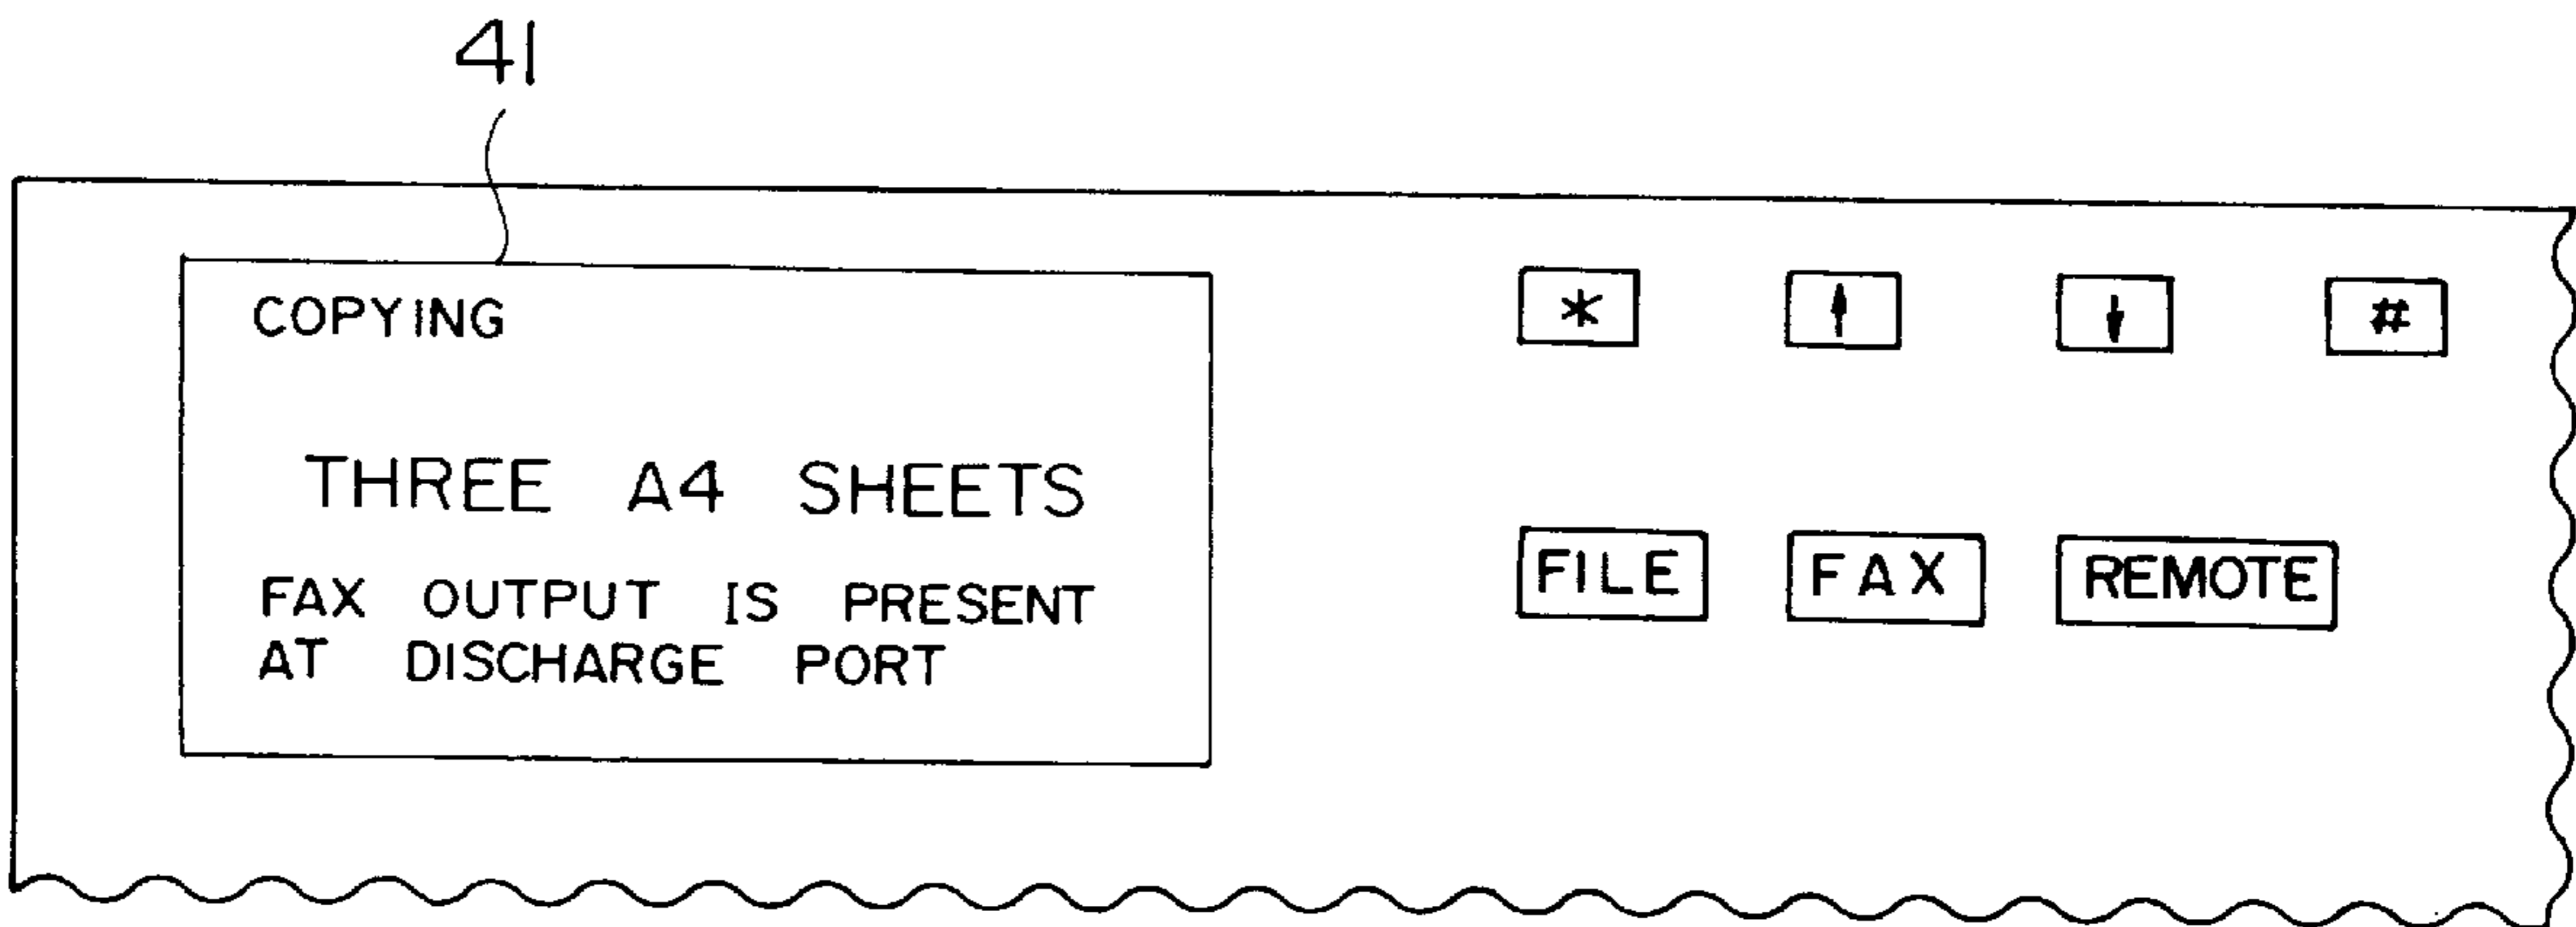 41
COPYING
THREE A4 SHEETS
FAX OUTPUT IS PRESENT
AT DISCHARGE PORT
* ↑ ↓ #
FILE FAX REMOTE